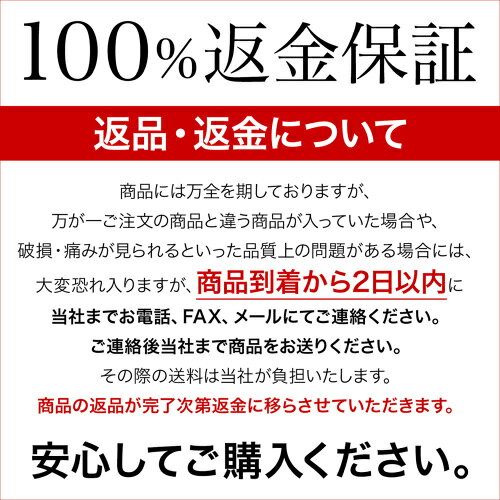 100%返金保証
返品・返金について
商品には万全を期しておりますが、
万が一ご注文の商品と違う商品が入っていた場合や、
破損・痛みが見られるといった品質上の問題がある場合には、
大変恐れ入りますが、商品到着から2日以内に
当社までお電話、FAX、メールにてご連絡ください。
ご連絡後当社まで商品をお送りください。
その際の送料は当社が負担いたします。
商品の返品が完了次第返金に移らさせていただきます。
安心してご購入ください。